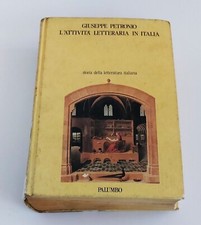 GIUSEPPE PETRONIO
L'ATTIVITÀ LETTERARIA IN ITALIA
storia della letteratura italiana
PALUMBO